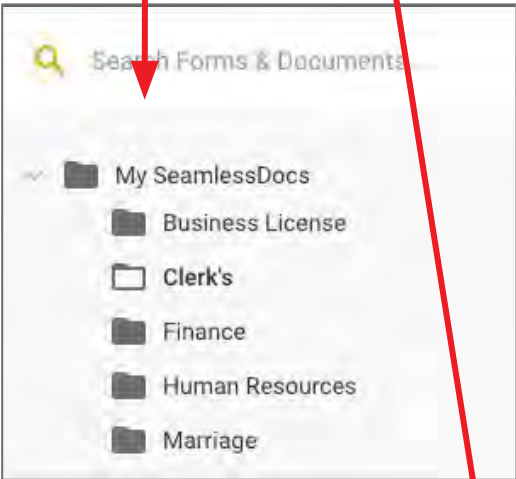 Search Forms & Documents...
My SeamlessDocs
Business License
Clerk's
Finance
Human Resources
Marriage